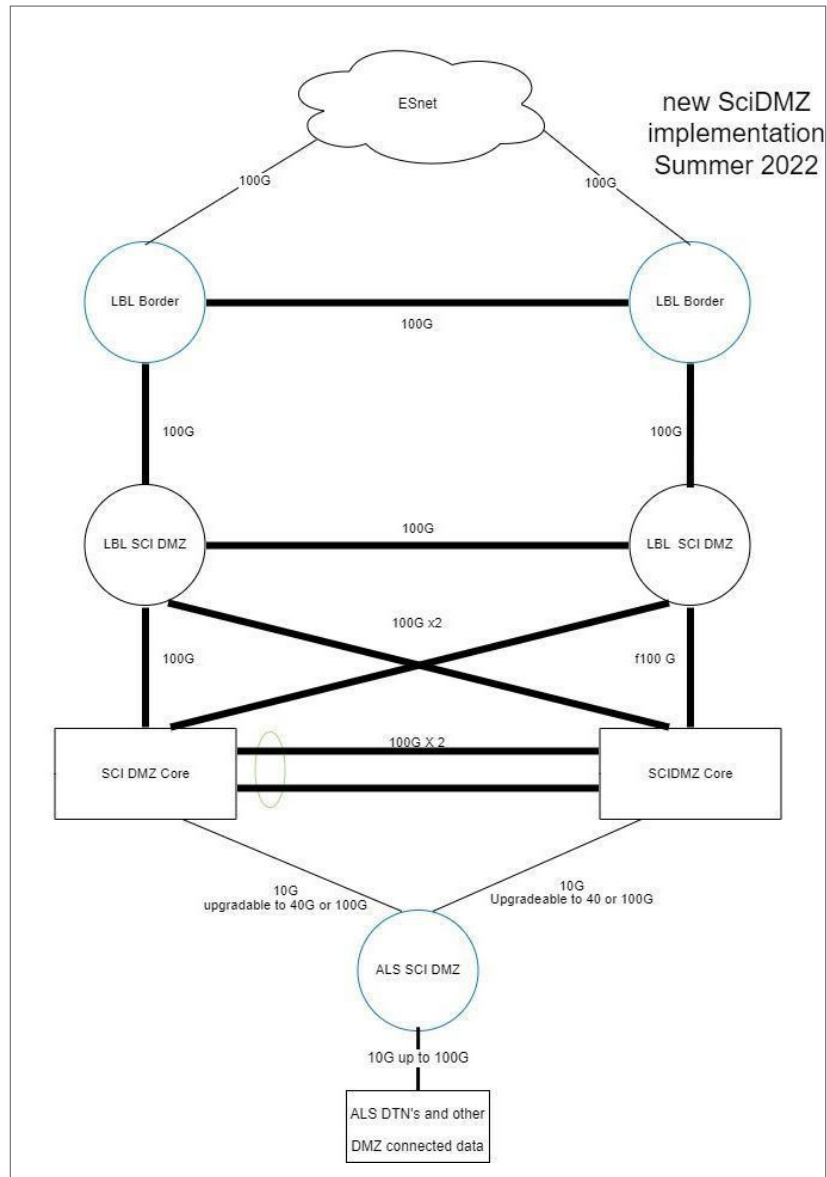 ESnet
new SciDMZ
implementation
Summer 2022
100G
100G
LBL Border
LBL Border
100G
100G
100G
LBL SCI DMZ
100G
LBL SCI DMZ
100G x2
100G
f100 G
100G X 2
SCI DMZ Core
SCIDMZ Core
10G
upgradable to 40G or 100G
10G
Upgradeable to 40 or 100G
ALS SCI DMZ
10G up to 100G
ALS DTN's and other
DMZ connected data